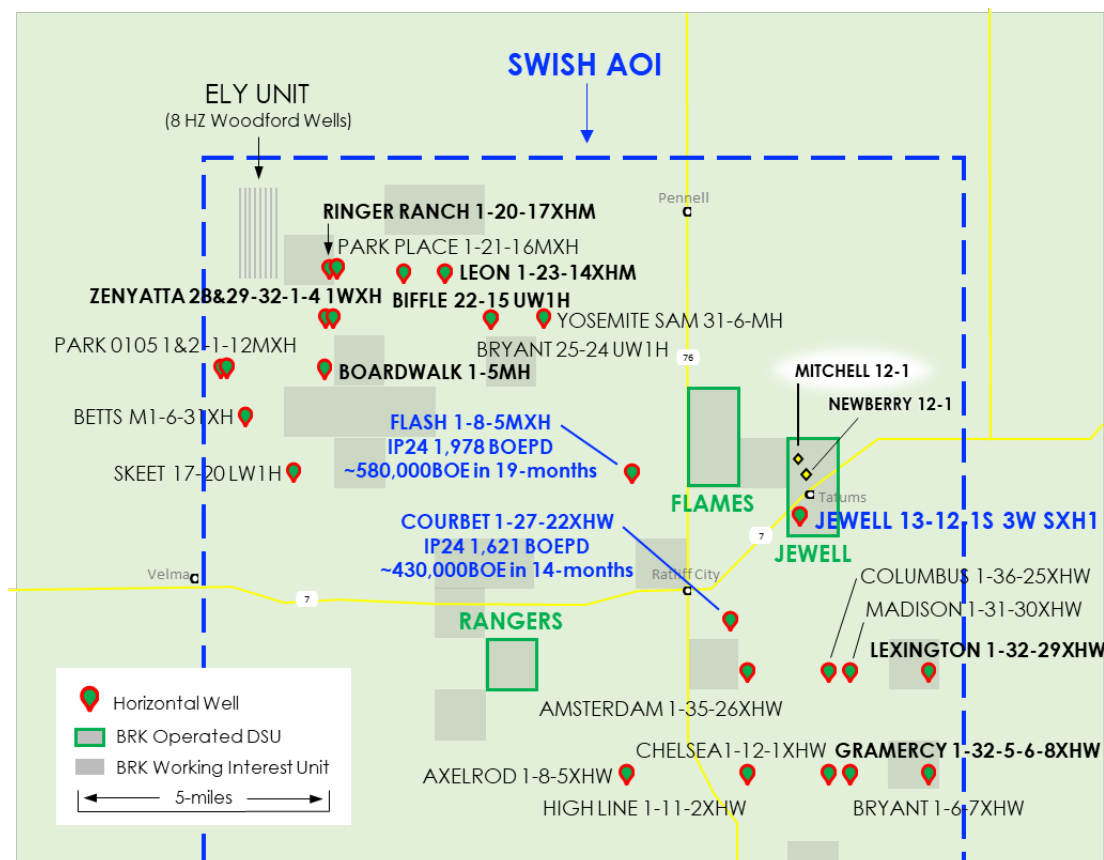 SWISH AOI
ELY UNIT
(8 HZ Woodford Wells)
Pennell
RINGER RANCH 1-20-17XHM
PARK PLACE 1-21-16MXH
LEON 1-23-14XHM
ZENYATTA 28&29-32-1-4 1WXH
BIFFLE 22-15 UW1H
YOSEMITE SAM 31-6-MH
PARK 0105 1&2-1-12MXH
BRYANT 25-24 UW1H
76
BOARDWALK 1-5MH
MITCHELL 12-1
NEWBERRY 12-1
BETTS M1-6-31XH
FLASH 1-8-5MXH
IP24 1,978 BOEPD
~580,000BOE in 19-months
SKEET 17-20 LW1H
FLAMES
Tatums
JEWELL 13-12-1S 3W SXH1
COURBET 1-27-22XHW
IP24 1,621 BOEPD
~430,000BOE in 14-months
7
JEWELL
Velma
Ratliff City
COLUMBUS 1-36-25XHW
7
MADISON 1-31-30XHW
RANGERS
LEXINGTON 1-32-29XHW
Horizontal Well
AMSTERDAM 1-35-26XHW
BRK Operated DSU
CHELSEA1-12-1XHW
GRAMERCY 1-32-5-6-8XHW
BRK Working Interest Unit
AXELROD 1-8-5XHW
5-miles
HIGH LINE 1-11-2XHW
BRYANT 1-6-7XHW